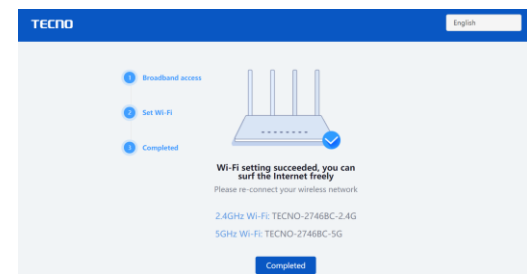 TECNO
English
1 Broadband access
2 Set Wi-Fi
3 Completed
Wi-Fi setting succeeded, you can
surf the Internet freely
Please re-connect your wireless network
2.4GHz Wi-Fi: TECNO-2746BC-2.4G
5GHz Wi-Fi: TECNO-2746BC-5G
Completed